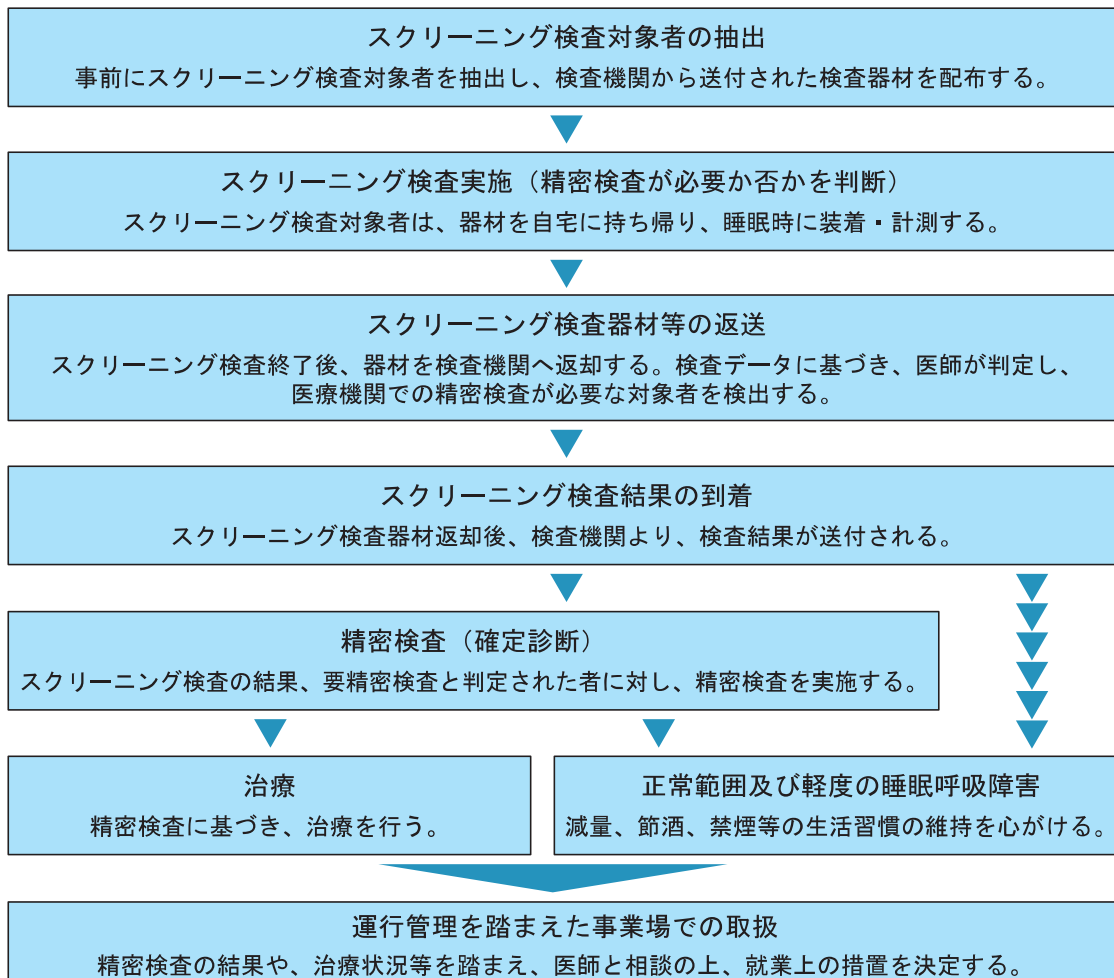 スクリーニング検査対象者の抽出
事前にスクリーニング検査対象者を抽出し、検査機関から送付された検査器材を配布する。
スクリーニング検査実施（精密検査が必要か否かを判断）
スクリーニング検査対象者は、器材を自宅に持ち帰り、睡眠時に装着・計測する。
スクリーニング検査器材等の返送
スクリーニング検査終了後、器材を検査機関へ返却する。検査データに基づき、医師が判定し、
医療機関での精密検査が必要な対象者を検出する。
スクリーニング検査結果の到着
スクリーニング検査器材返却後、検査機関より、検査結果が送付される。
精密検査（確定診断）
スクリーニング検査の結果、要精密検査と判定された者に対し、精密検査を実施する。
治療
精密検査に基づき、治療を行う。
正常範囲及び軽度の睡眠呼吸障害
減量、節酒、禁煙等の生活習慣の維持を心がける。
運行管理を踏まえた事業場での取扱
精密検査の結果や、治療状況等を踏まえ、医師と相談の上、就業上の措置を決定する。